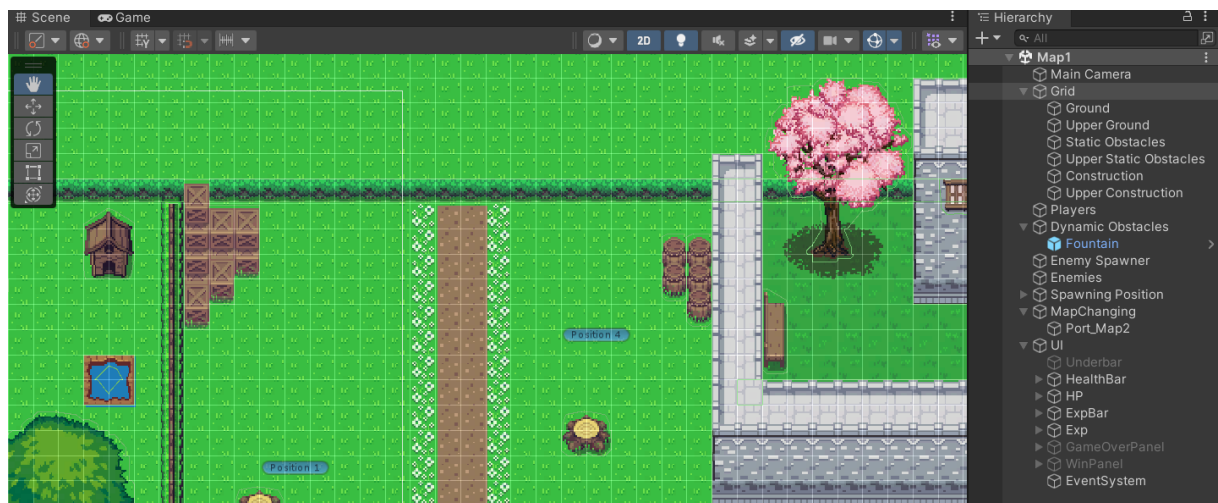 Scene
Game
Hierarchy
2D
All
Map1
Main Camera
Grid
Ground
Upper Ground
Static Obstacles
Upper Static Obstacles
Construction
Upper Construction
Players
Dynamic Obstacles
Fountain
Enemy Spawner
Enemies
Spawning Position
MapChanging
Port_Map2
UI
Underbar
HealthBar
HP
ExpBar
Exp
GameOverPanel
WinPanel
EventSystem
Position 4
Position 1